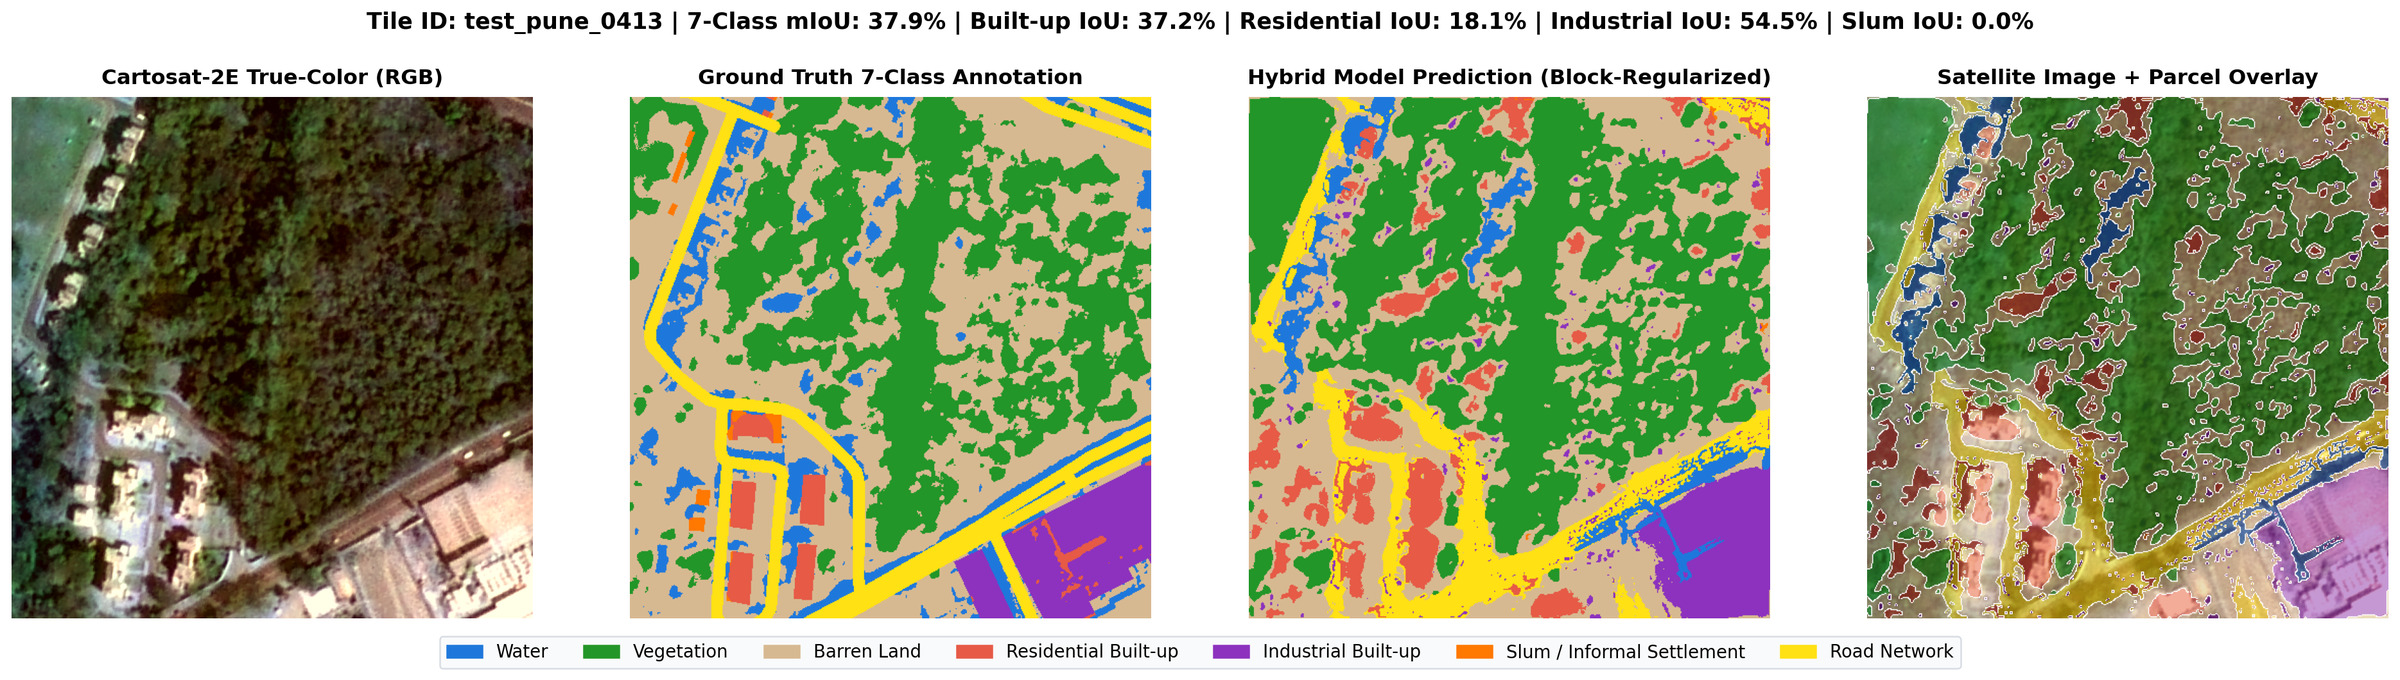 Tile ID: test_pune_0413 | 7-Class mIoU: 37.9% | Built-up IoU: 37.2% | Residential IoU: 18.1% | Industrial IoU: 54.5% | Slum IoU: 0.0%
Cartosat-2E True-Color (RGB)
Ground Truth 7-Class Annotation
Hybrid Model Prediction (Block-Regularized)
Satellite Image + Parcel Overlay
Water
Vegetation
Barren Land
Residential Built-up
Industrial Built-up
Slum / Informal Settlement
Road Network